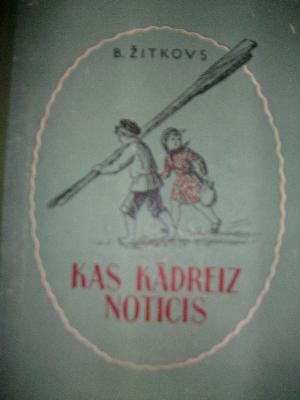 B. ŽITKOVS
KAS KĀDREIZ
NOTICIS